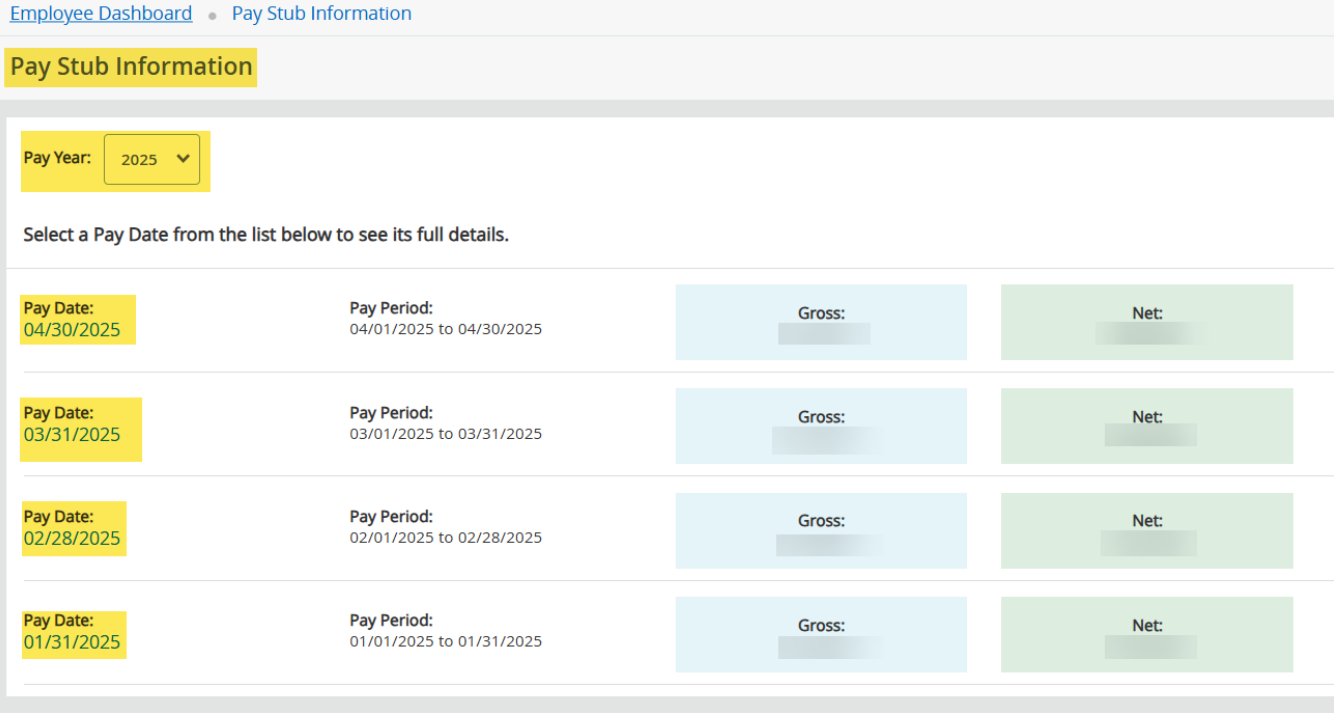 Employee Dashboard • Pay Stub Information
Pay Stub Information
Pay Year: 2025
Select a Pay Date from the list below to see its full details.
Pay Date: Pay Period: Gross: Net:
04/30/2025 04/01/2025 to 04/30/2025
Pay Date: Pay Period: Gross: Net:
03/31/2025 03/01/2025 to 03/31/2025
Pay Date: Pay Period: Gross: Net:
02/28/2025 02/01/2025 to 02/28/2025
Pay Date: Pay Period: Gross: Net:
01/31/2025 01/01/2025 to 01/31/2025